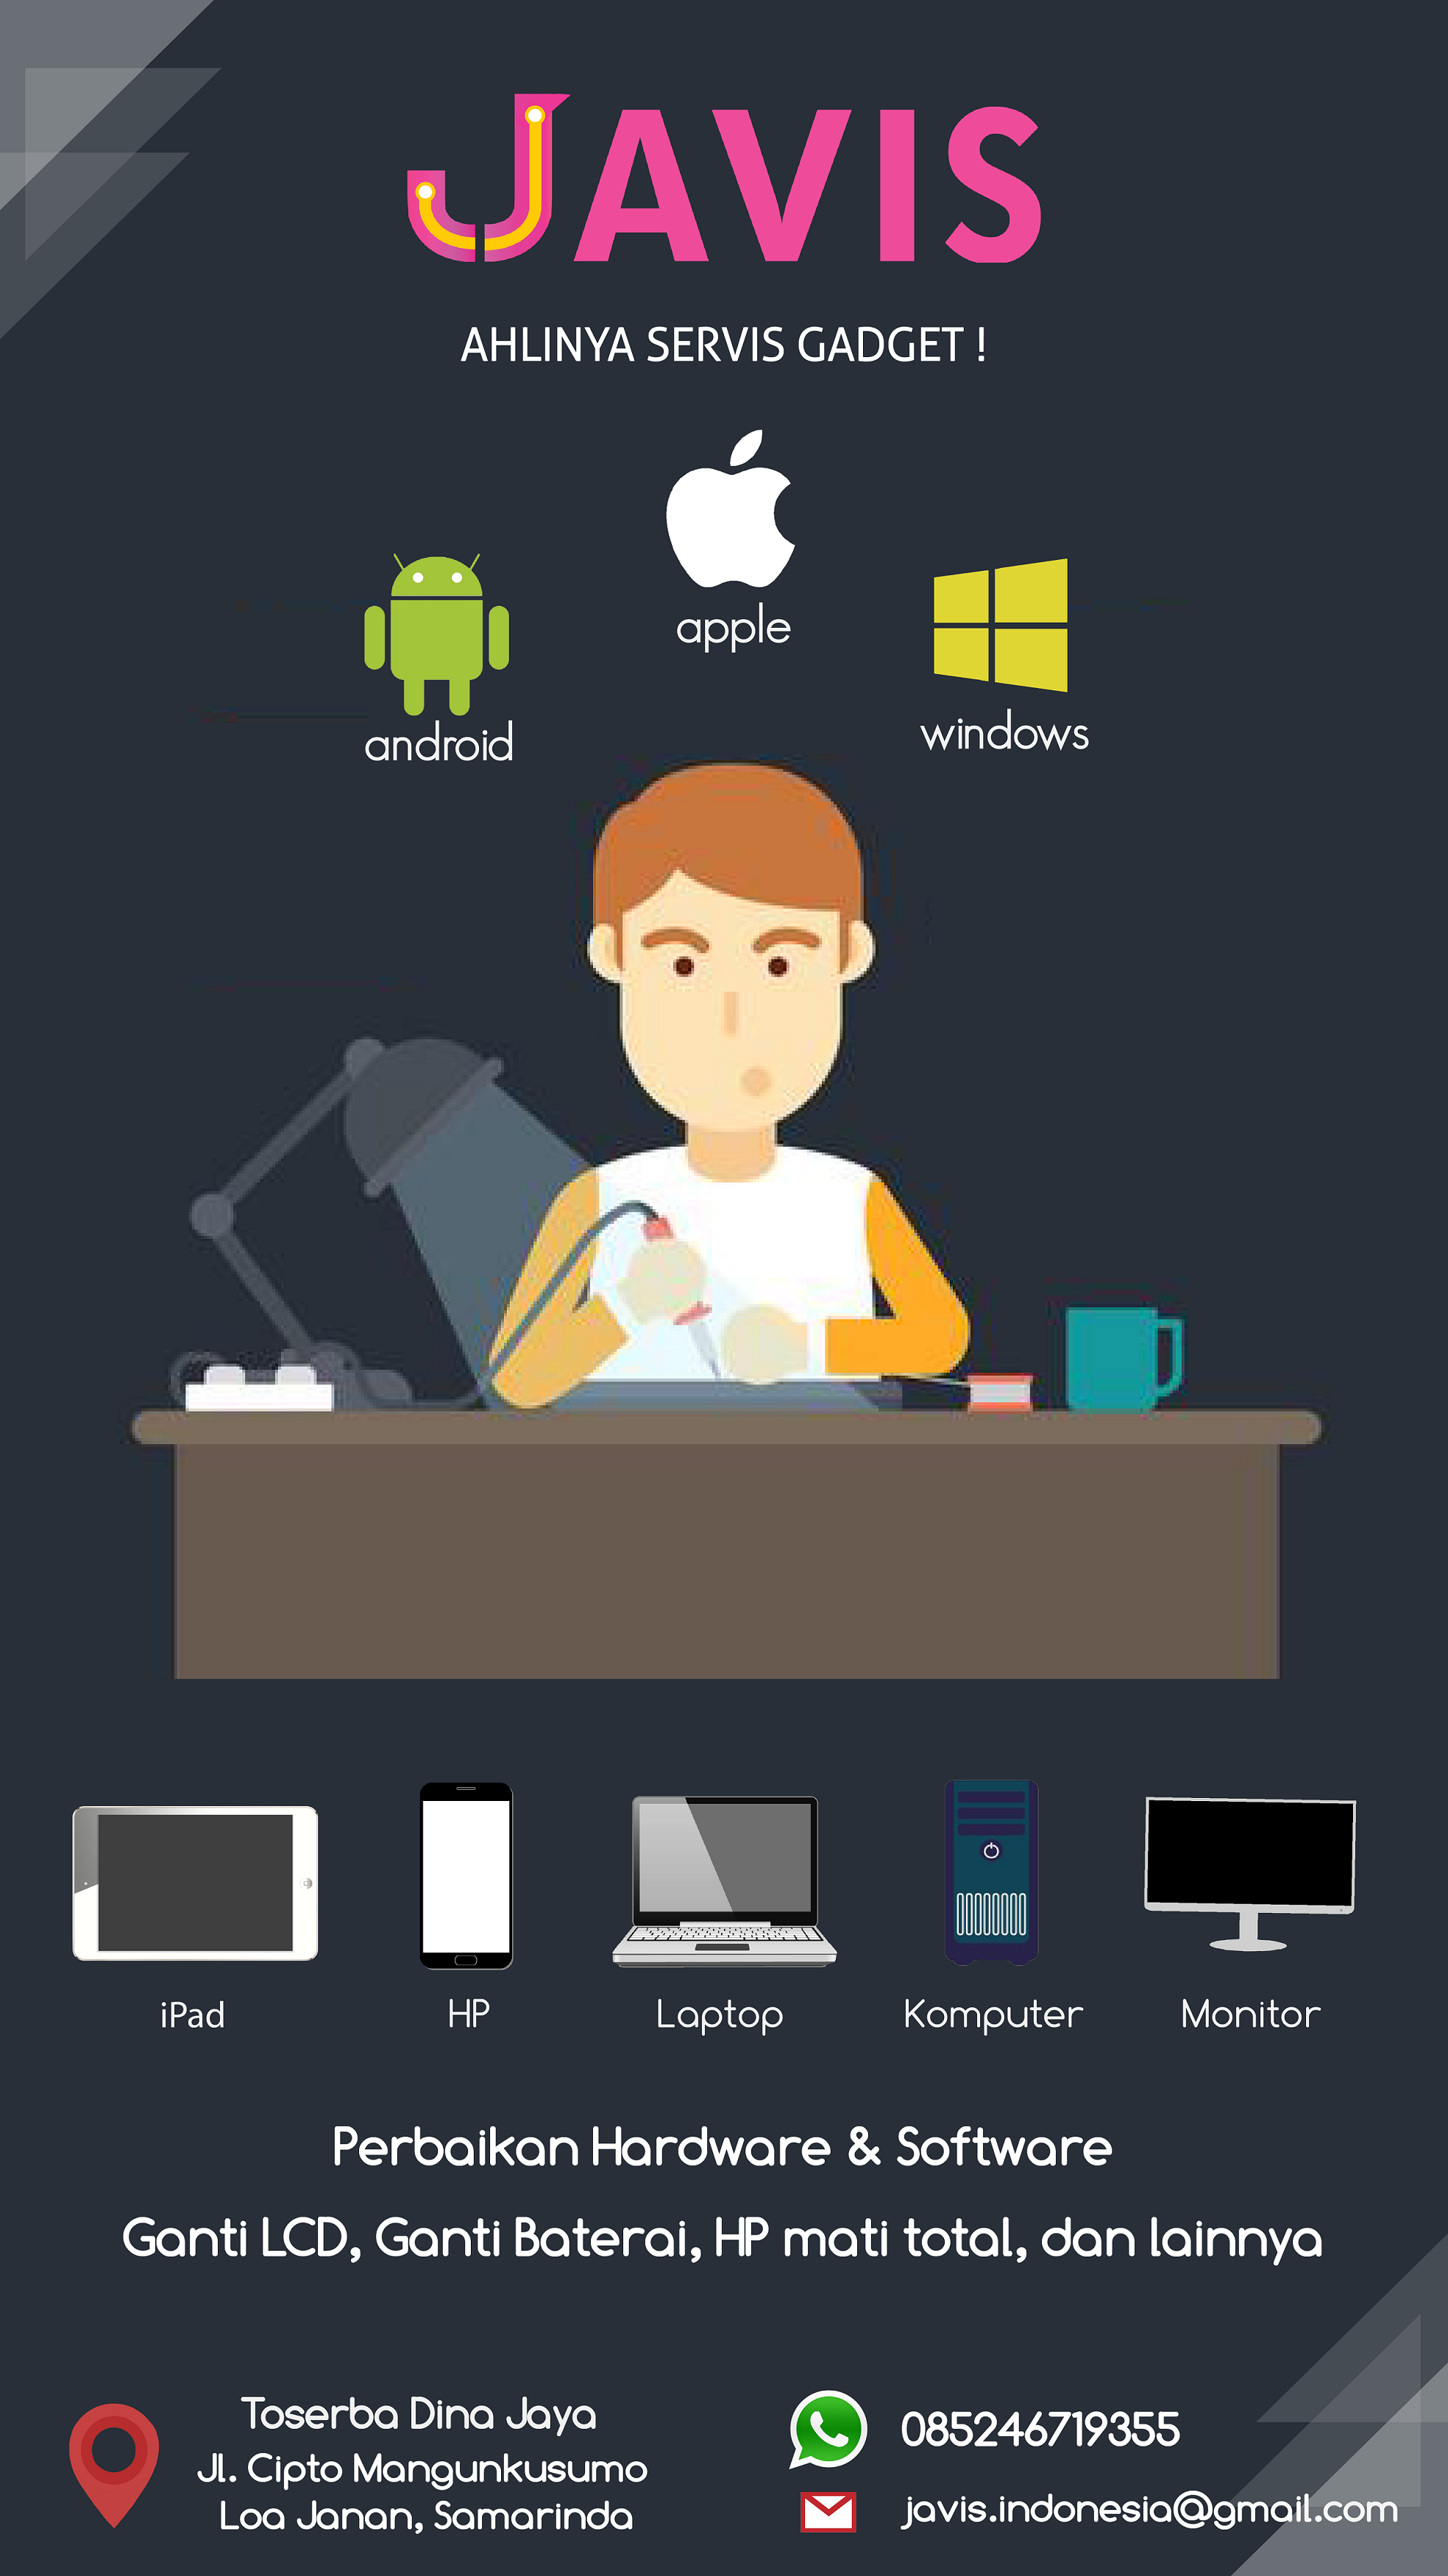 JAVIS
AHLINYA SERVIS GADGET !
apple
android
windows
iPad
HP
Laptop
Komputer
Monitor
Perbaikan Hardware & Software
Ganti LCD, Ganti Baterai, HP mati total, dan lainnya
Toserba Dina Jaya
Jl. Cipto Mangunkusumo
Loa Janan, Samarinda
085246719355
javis.indonesia@gmail.com